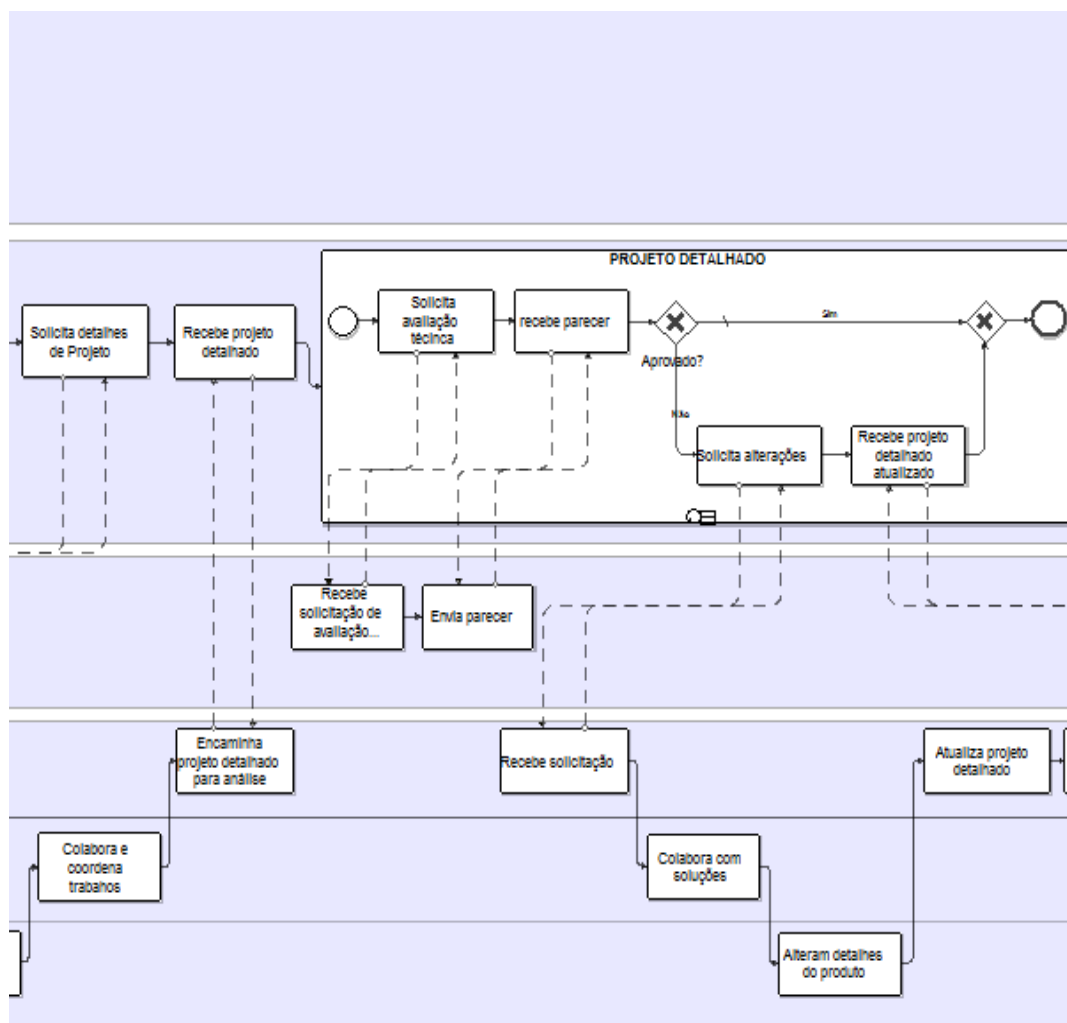 PROJETO DETALHADO
Solicita detalhes
de Projeto
Recebe projeto
detalhado
Solicita
avaliação
técinca
recebe parecer
Sim
Aprovado?
Não
Solicita alterações
Recebe projeto
detalhado
atualizado
Recebe
solicitação de
avaliação...
Envia parecer
Encaminha
projeto detalhado
para análise
Recebe solicitação
Atualiza projeto
detalhado
Colabora e
coordena
trabahos
Colabora com
soluções
Alteram detalhes
do produto